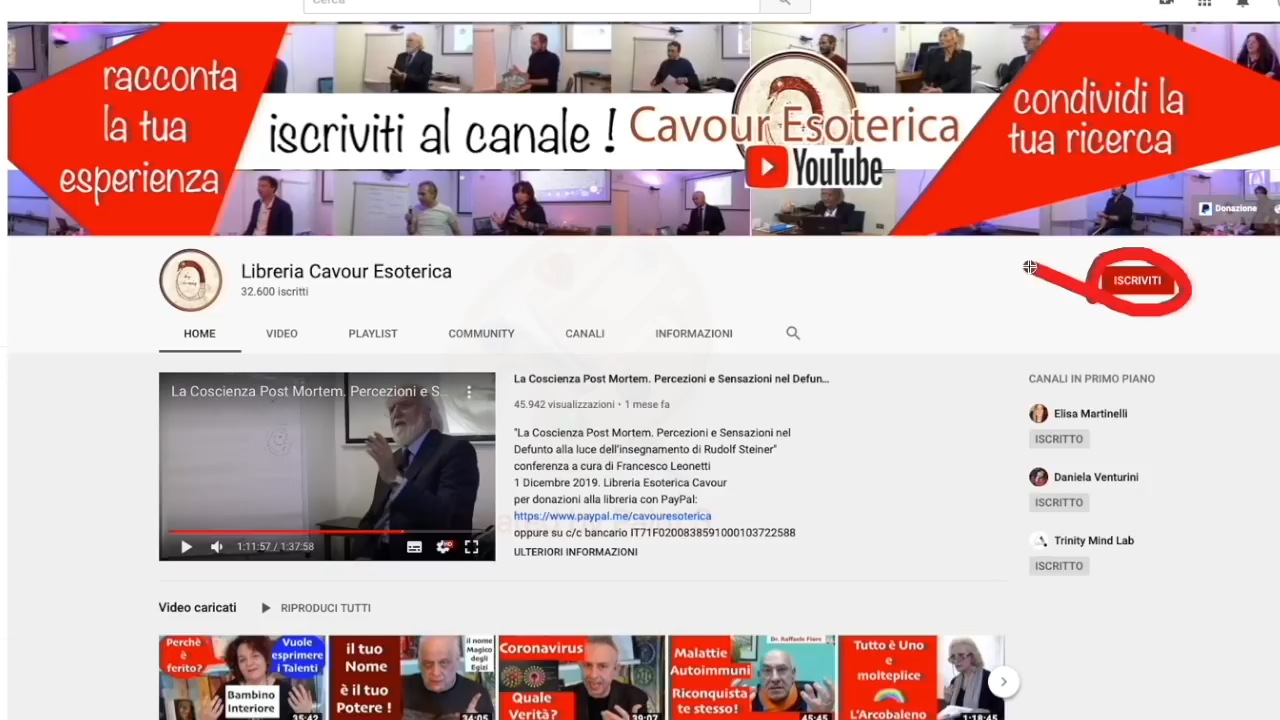 Cerca
racconta
la tua
esperienza
iscriviti al canale !
Cavour Esoterica
YouTube
condividi la
tua ricerca
Donazione
Libreria Cavour Esoterica
32.600 iscritti
ISCRIVITI
HOME
VIDEO
PLAYLIST
COMMUNITY
CANALI
INFORMAZIONI
La Coscienza Post Mortem. Percezioni e S...
1:11:57 / 1:37:58
La Coscienza Post Mortem. Percezioni e Sensazioni nel Defun...
45.942 visualizzazioni • 1 mese fa
"La Coscienza Post Mortem. Percezioni e Sensazioni nel
Defunto alla luce dell'insegnamento di Rudolf Steiner"
conferenza a cura di Francesco Leonetti
1 Dicembre 2019. Libreria Esoterica Cavour
per donazioni alla libreria con PayPal:
https://www.paypal.me/cavouresoterica
oppure su c/c bancario IT71F0200838591000103722588
ULTERIORI INFORMAZIONI
CANALI IN PRIMO PIANO
Elisa Martinelli
ISCRITTO
Daniela Venturini
ISCRITTO
Trinity Mind Lab
ISCRITTO
Video caricati
RIPRODUCI TUTTI
Perchè
è
ferito?
Vuole
esprimere
i Talenti
Bambino
Interiore
35:42
il tuo
Nome
è il tuo
Potere !
il nome
Magico
degli
Egizi
34:05
Coronavirus
Quale
Verità?
39:07
Dr. Raffaele Fiore
Malattie
Autoimmuni
Riconquista
te stesso!
45:45
Tutto è Uno
e
molteplice
L'Arcobaleno
1:18:45